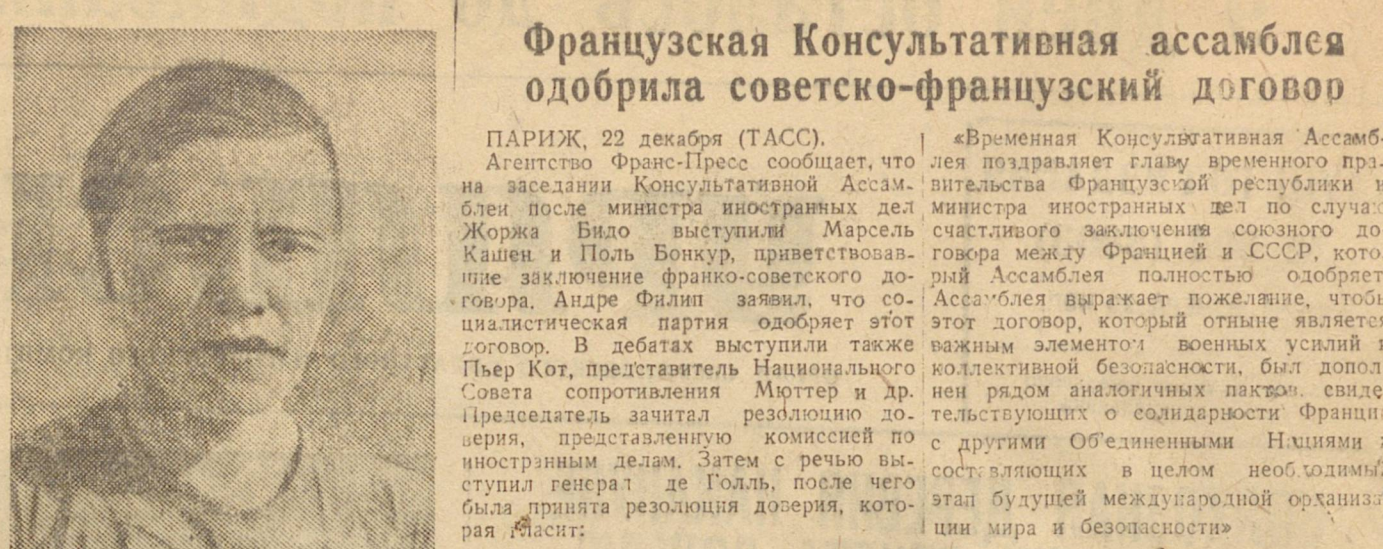 Французская Консультативная ассамблея
одобрила советско-французский договор
ПАРИЖ, 22 декабря (ТАСС).
Агентство Франс-Пресс сообщает, что
на заседании Консультативной Ассам-
блеи после министра иностранных дел
Жоржа Бидо выступили Марсель
Кашен и Поль Бонкур, приветствовав-
шие заключение франко-советского до-
говора. Андре Филип заявил, что со-
циалистическая партия одобряет этот
договор. В дебатах выступили также
Пьер Кот, представитель Национального
Совета сопротивления Мюттер и др.
Председатель зачитал резолюцию до-
верия, представленную комиссией по
иностранным делам. Затем с речью вы-
ступил генерал де Голль, после чего
была принята резолюция доверия, кото-
рая гласит:
«Временная Консультативная Ассамб-
лея поздравляет главу временного пра-
вительства Французской республики и
министра иностранных дел по случаю
счастливого заключения союзного до
говора между Францией и СССР, кото
рый Ассамблея полностью одобряет
Ассамблея выражает пожелание, чтобы
этот договор, который отныне является
важным элементом военных усилий и
коллективной безопасности, был допол
нен рядом аналогичных пактов, свиде
тельствующих о солидарности Франции
с другими Об'единенными Нациями
составляющих в целом необходимый
этап будущей международной организа
ции мира и безопасности»